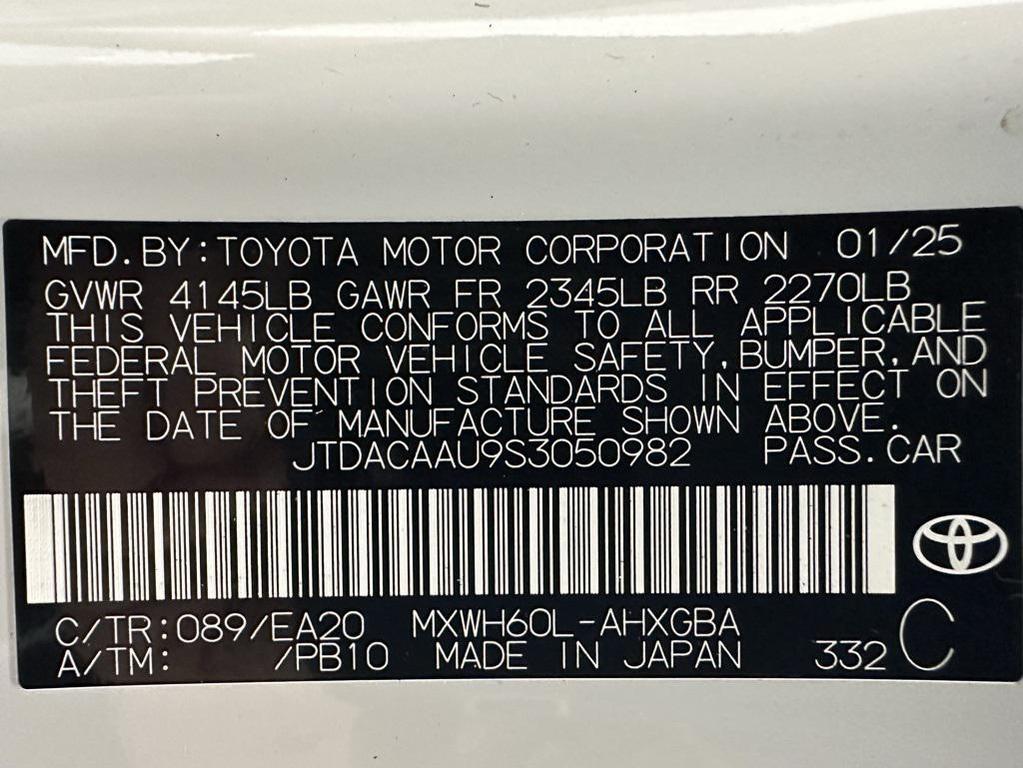 MFD.BY:TOYOTA MOTOR CORPORATION 01/25
GVWR 4145LB GAWR FR 2345LB RR 2270LB
THIS VEHICLE CONFORMS TO ALL APPLICABLE
FEDERAL MOTOR VEHICLE SAFETY,BUMPER,AND
THEFT PREVENTION STANDARDS IN EFFECT ON
THE DATE OF MANUFACTURE SHOWN ABOVE.
JTDACAAU9S3050982 PASS.CAR
C/TR:089/EA20 MXWH60L-AHXGBA
A/TM: /PB10 MADE IN JAPAN 332 C